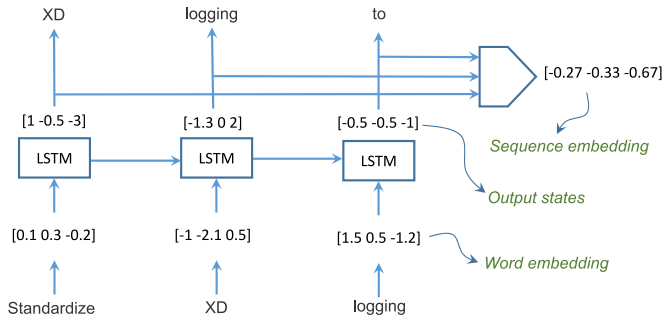 XD logging to
[-0.27 -0.33 -0.67]
[1 -0.5 -3] [-1.3 0 2] [-0.5 -0.5 -1]
Sequence embedding
LSTM LSTM LSTM
Output states
[0.1 0.3 -0.2] [-1 -2.1 0.5] [1.5 0.5 -1.2]
Word embedding
Standardize XD logging